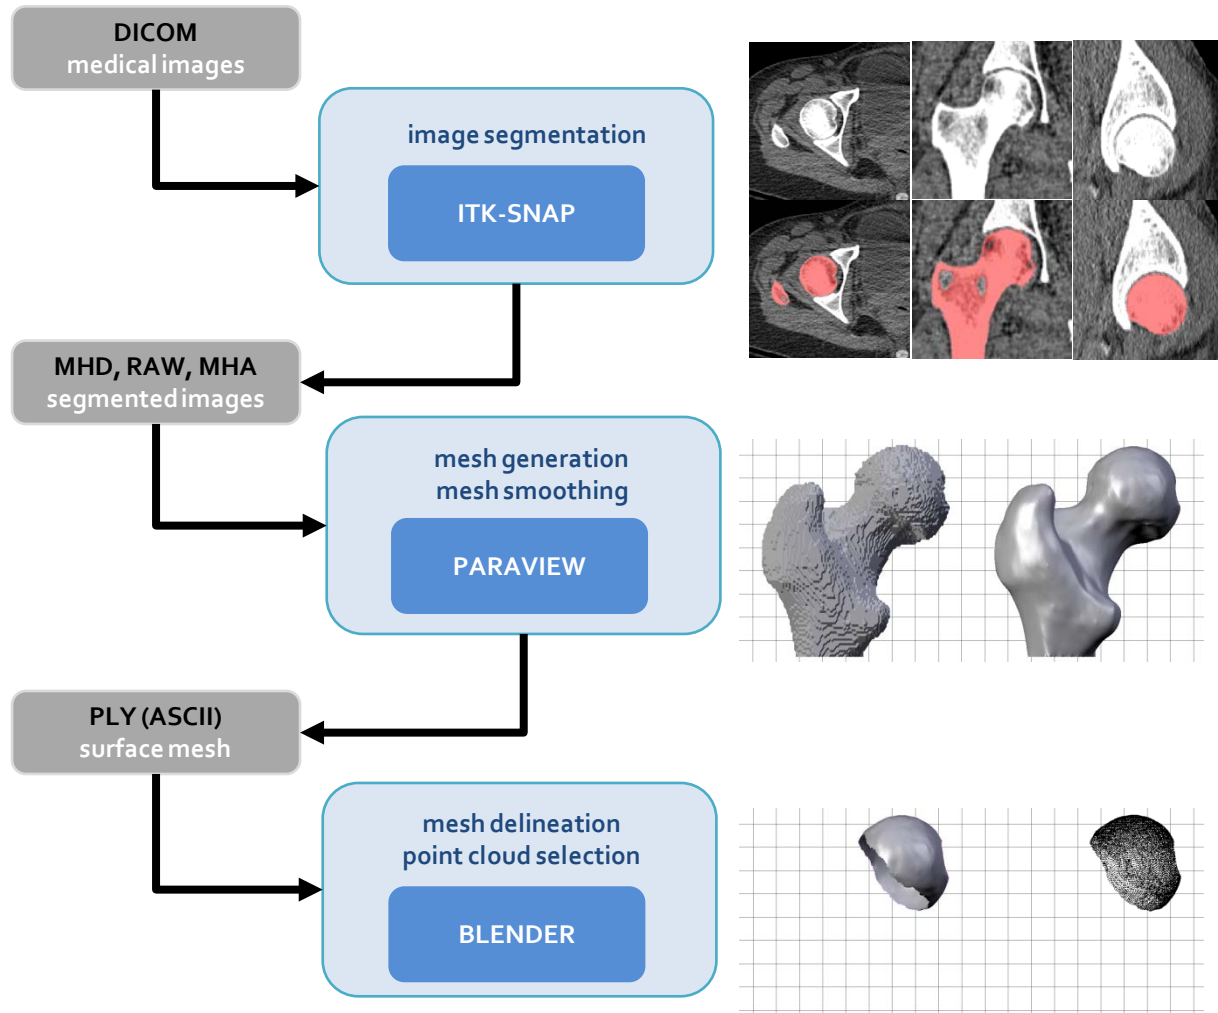 DICOM
medical images
image segmentation
ITK-SNAP
MHD, RAW, MHA
segmented images
mesh generation
mesh smoothing
PARAVIEW
PLY (ASCII)
surface mesh
mesh delineation
point cloud selection
BLENDER